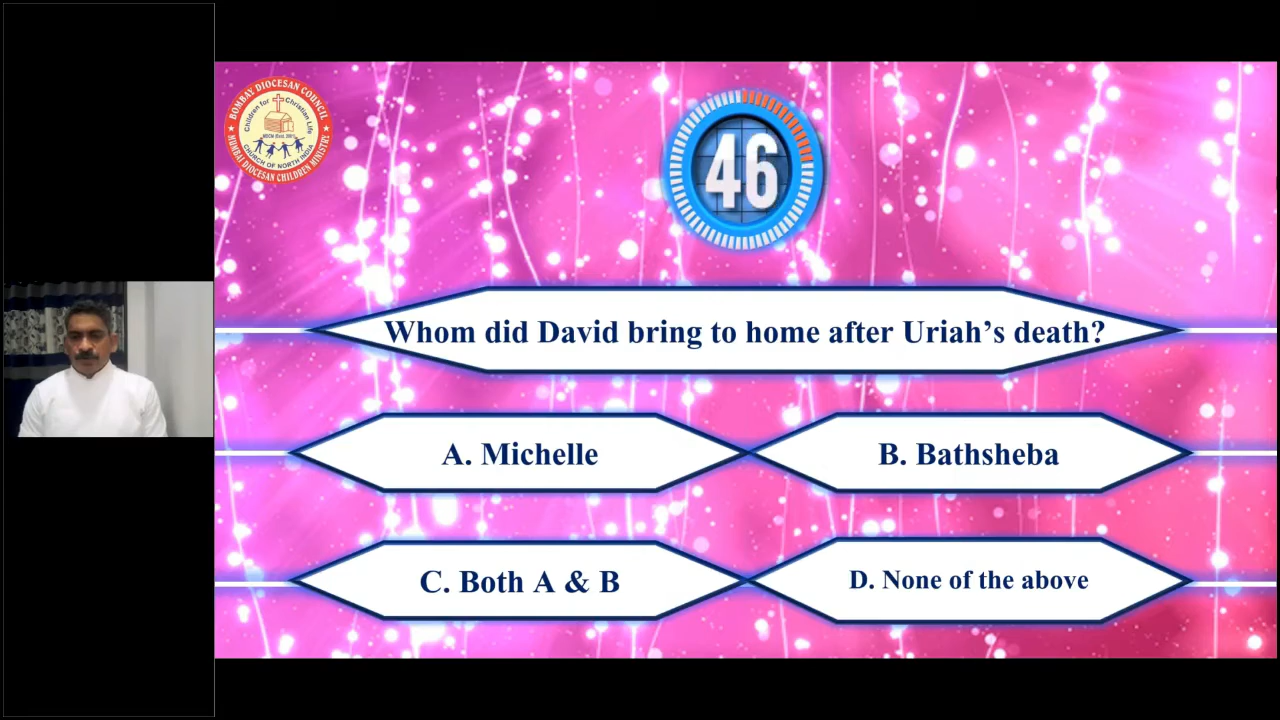 BOMBAY DIOCESAN COUNCIL
Children for Christian Life
CHURCH OF NORTH INDIA
MUMBAI DIOCESAN CHILDREN MINISTRY
46
Whom did David bring to home after Uriah’s death?
A. Michelle
B. Bathsheba
C. Both A & B
D. None of the above